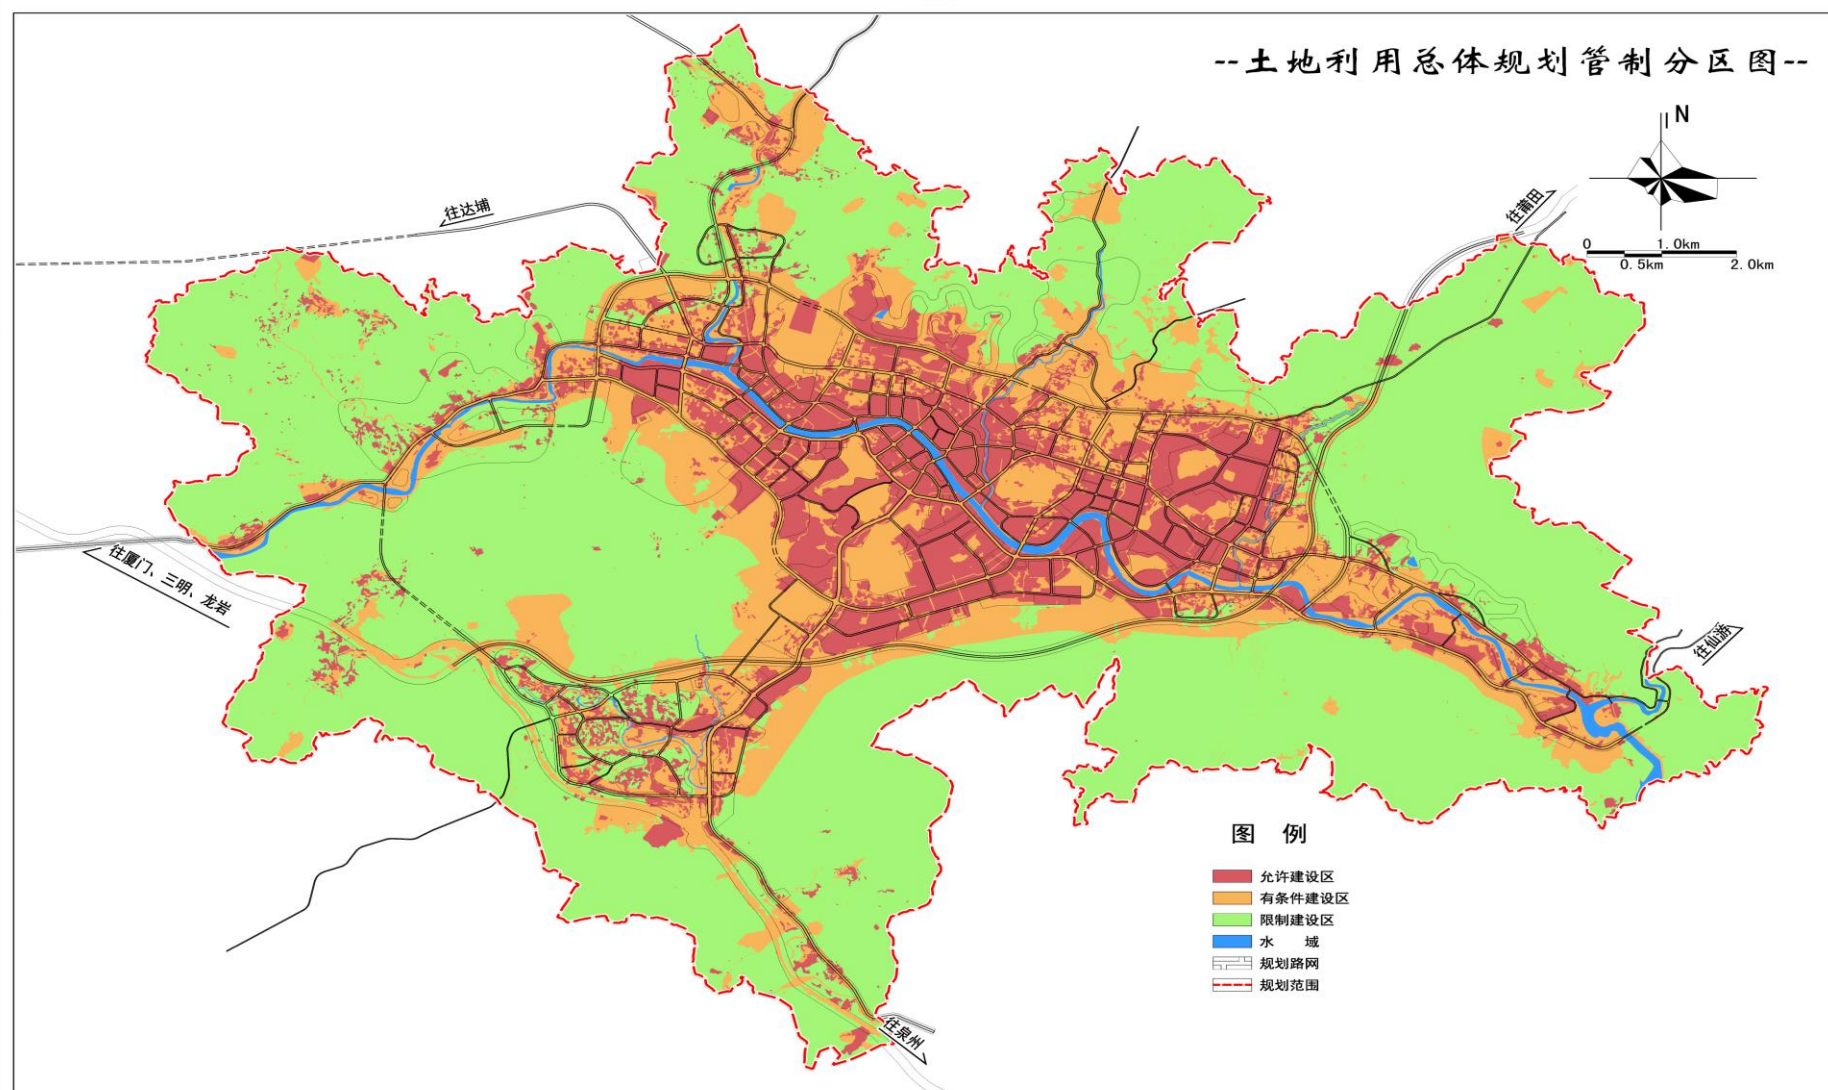 --土地利用总体规划管制分区图--
N
往达埔
往莆田
0 1.0km
0.5km 2.0km
往厦门、三明、龙岩
往仙游
图 例
允许建设区
有条件建设区
限制建设区
水 域
规划路网
规划范围
往泉州